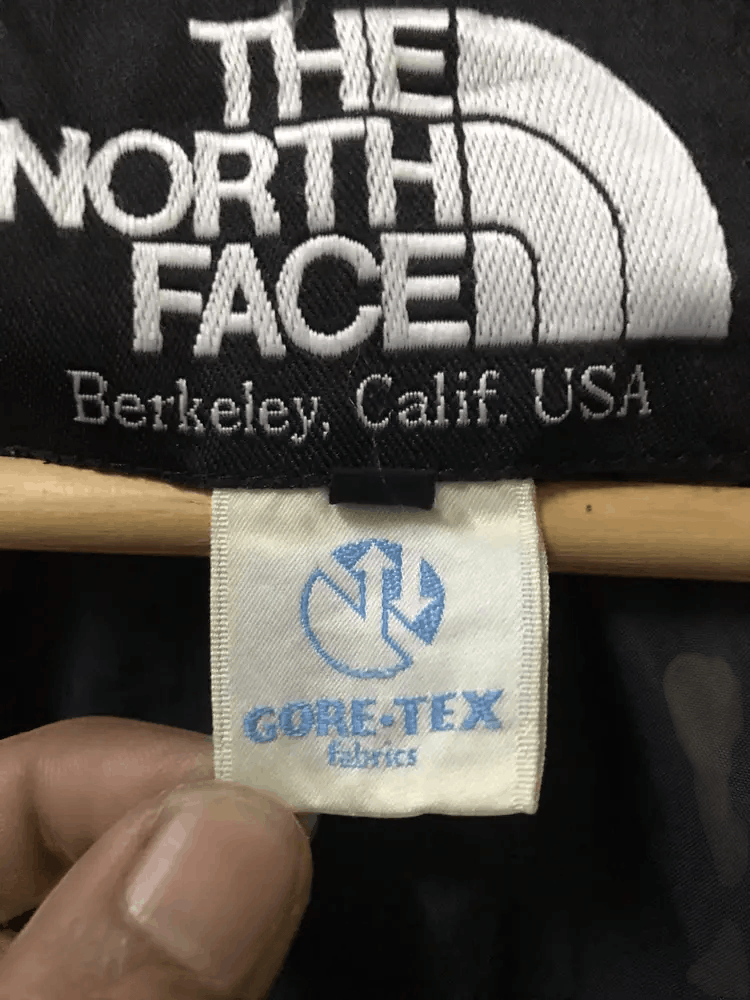 THE
NORTH
FACE
Berkeley, Calif. USA
GORE-TEX
fabrics